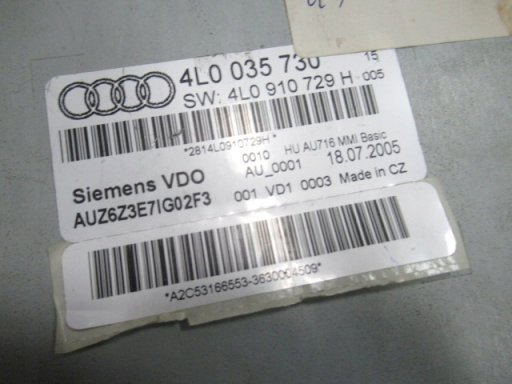 4L0 035 730
15
SW: 4L0 910 729 H 005
*2814L0910729H*
0010 HU AU716 MMI Basic
AU_0001 18.07.2005
Siemens VDO
AUZ6Z3E7IG02F3 001 VD1 0003 Made in CZ
*A2C53166553-3630004509*